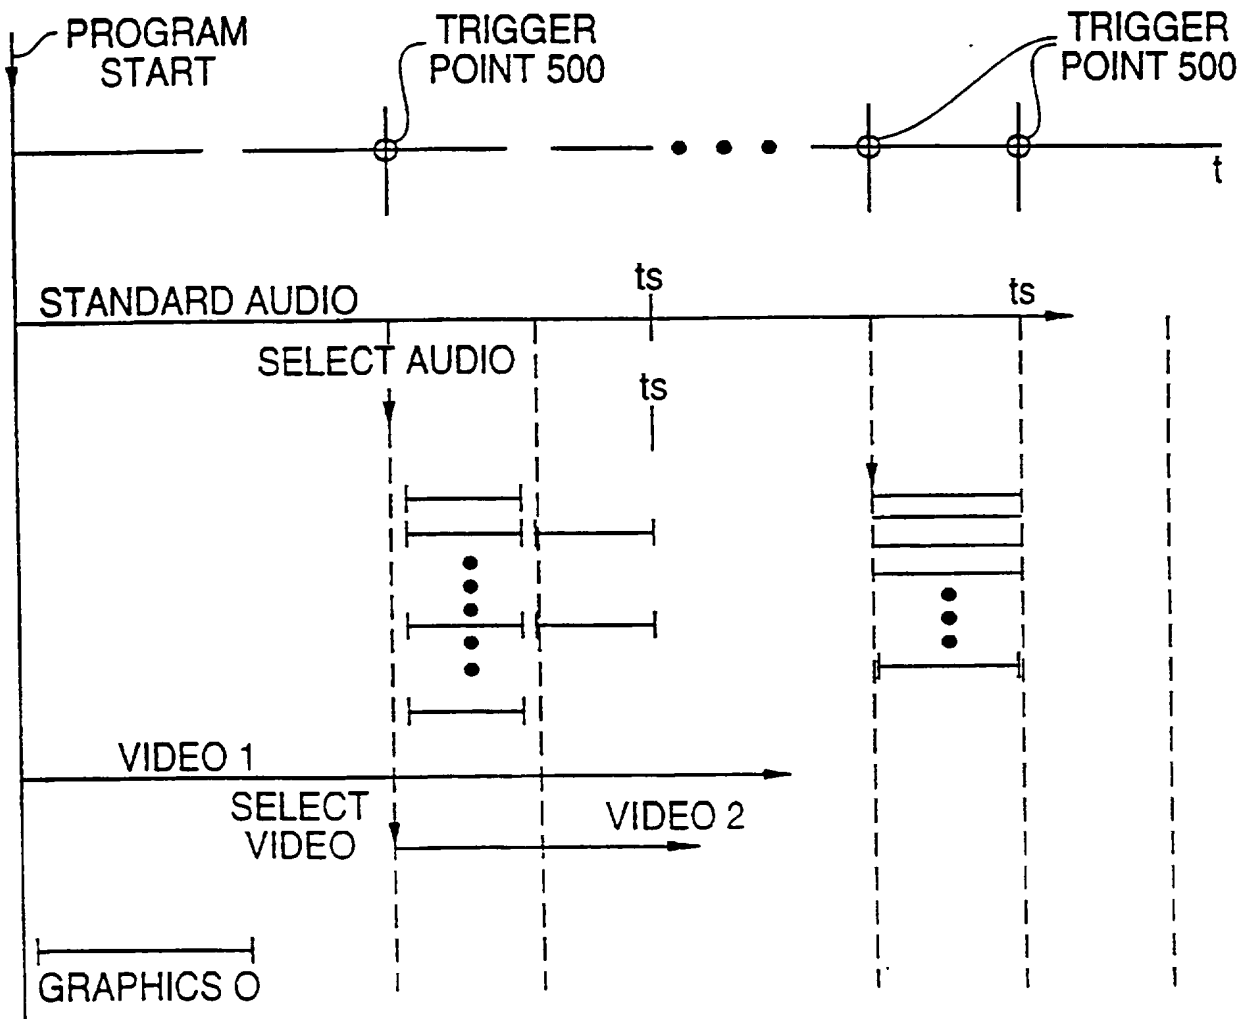 PROGRAM
START
TRIGGER
POINT 500
TRIGGER
POINT 500
t
STANDARD AUDIO
ts
ts
SELECT AUDIO
ts
VIDEO 1
SELECT
VIDEO
VIDEO 2
GRAPHICS O